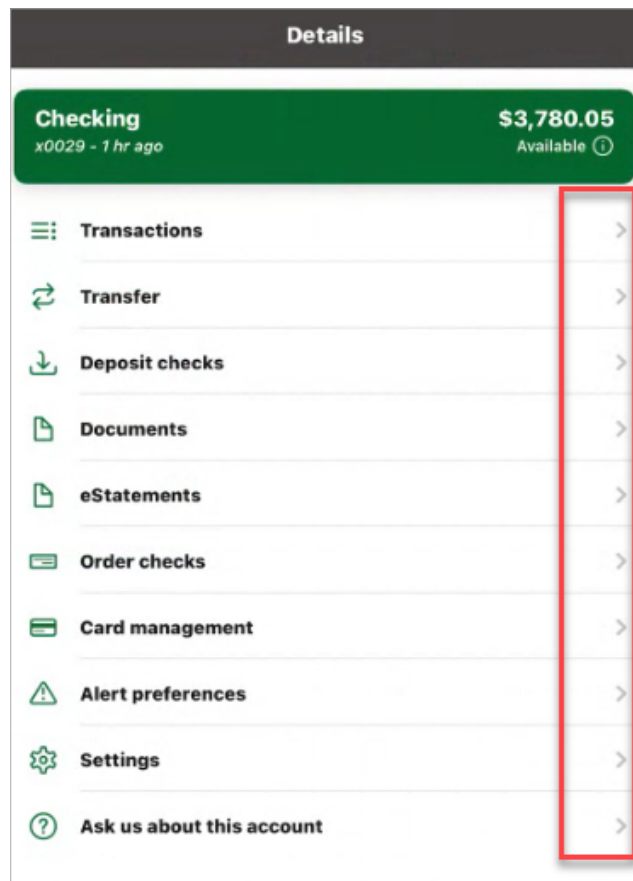 Details
Checking
$3,780.05
x0029 - 1 hr ago
Available
Transactions
Transfer
Deposit checks
Documents
eStatements
Order checks
Card management
Alert preferences
Settings
Ask us about this account